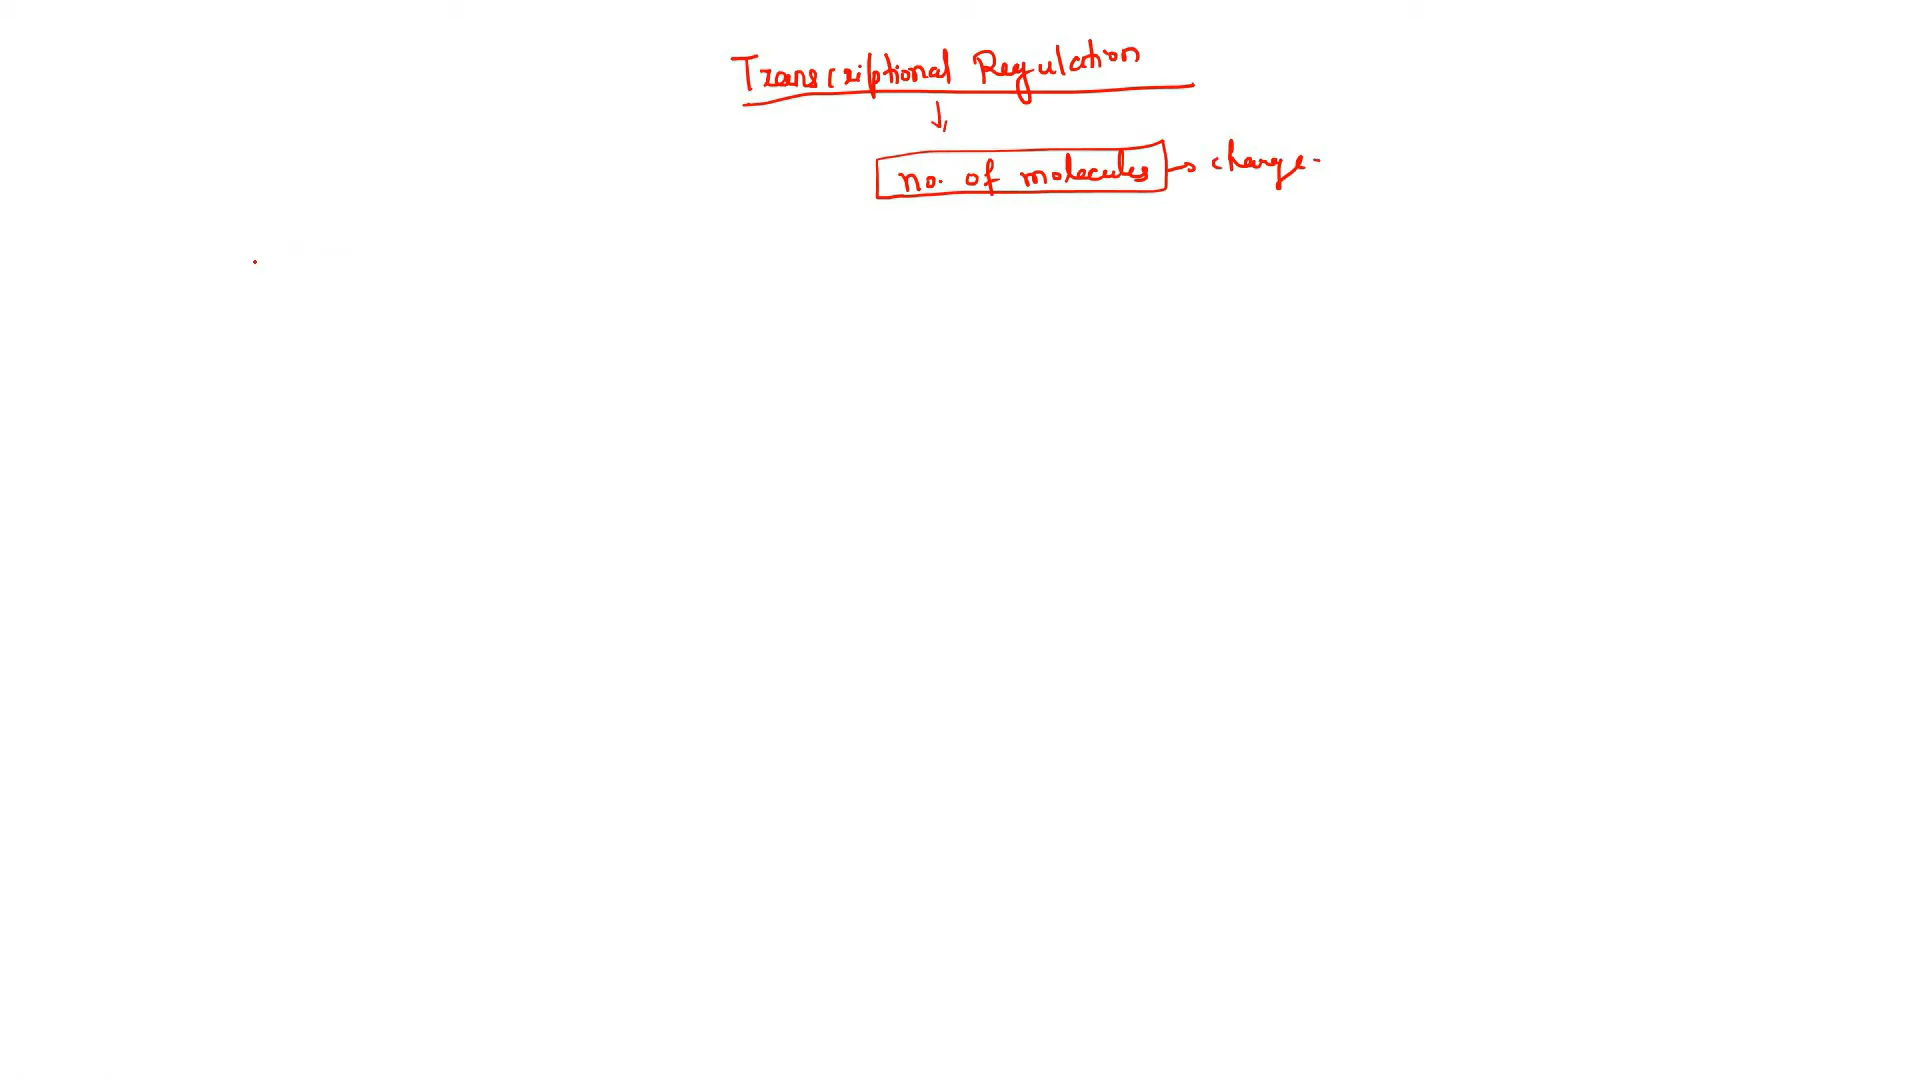 Transcriptional Regulation
no. of molecules → change.